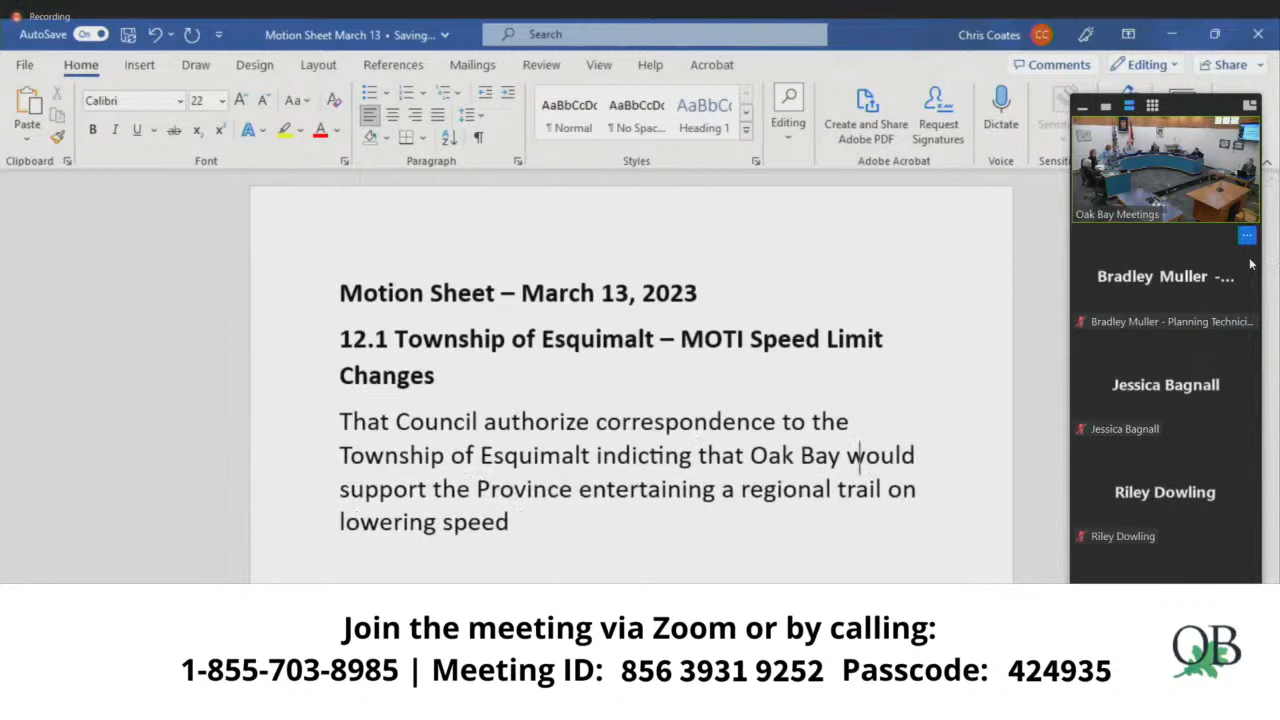 Recording
AutoSave On Motion Sheet March 13 • Saving... Search Chris Coates CC
File Home Insert Draw Design Layout References Mailings Review View Help Acrobat Comments Editing Share
Paste Calibri 22 A A Aa A AaBbCcDc AaBbCcDc AaBbCc Editing Create and Share Adobe PDF Request Signatures Dictate
B I U ab x₂ x² A A ¶ Normal ¶ No Spac... Heading 1
Clipboard Font Paragraph Styles Adobe Acrobat Voice Sensiti
Oak Bay Meetings
Bradley Muller -...
Bradley Muller - Planning Technici...
Jessica Bagnall
Jessica Bagnall
Riley Dowling
Riley Dowling
Motion Sheet – March 13, 2023
12.1 Township of Esquimalt – MOTI Speed Limit
Changes
That Council authorize correspondence to the
Township of Esquimalt indicting that Oak Bay would
support the Province entertaining a regional trail on
lowering speed
Join the meeting via Zoom or by calling:
1-855-703-8985 | Meeting ID: 856 3931 9252 Passcode: 424935
OB